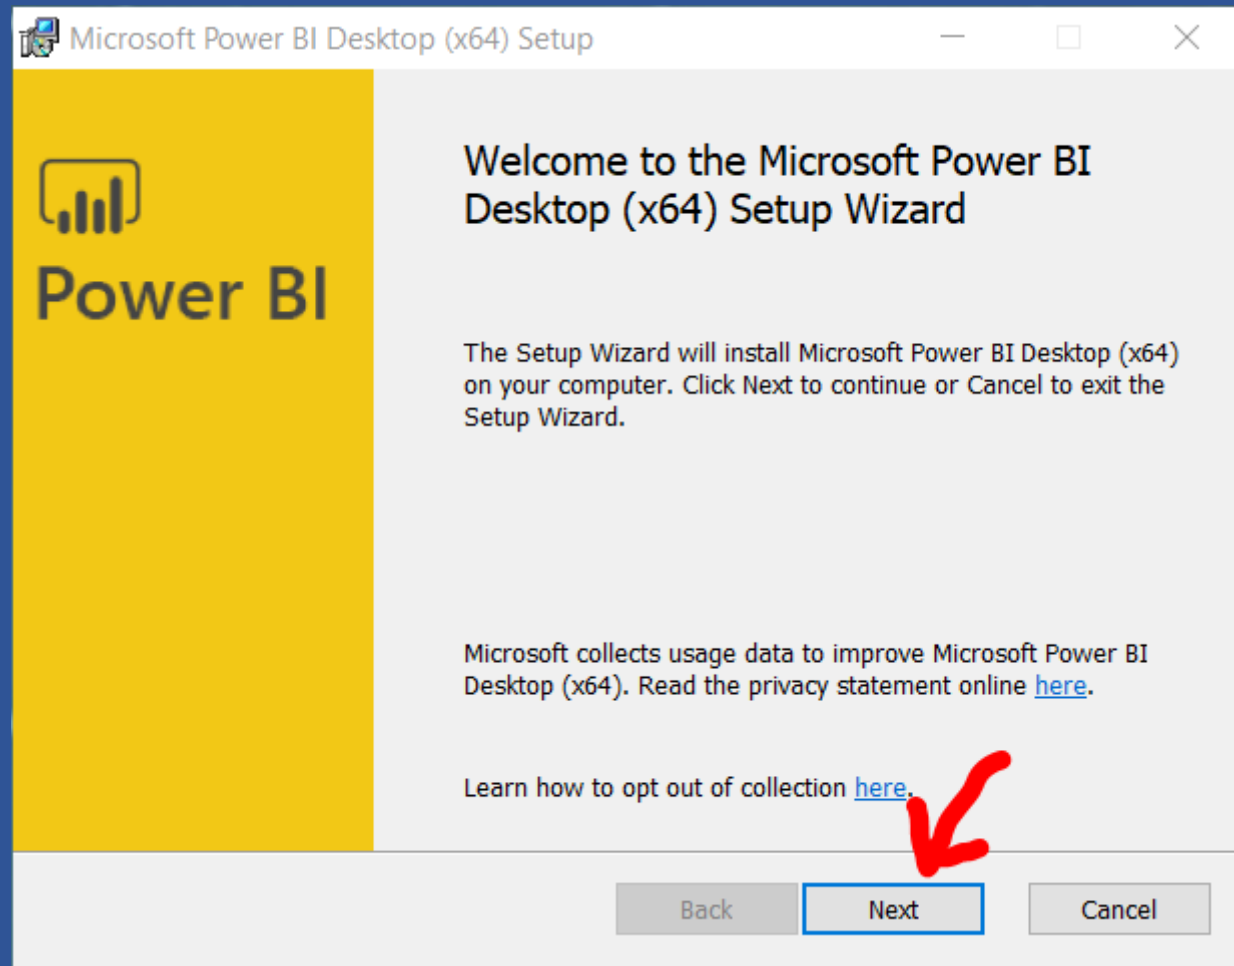 Microsoft Power BI Desktop (x64) Setup
Power BI
Welcome to the Microsoft Power BI
Desktop (x64) Setup Wizard
The Setup Wizard will install Microsoft Power BI Desktop (x64)
on your computer. Click Next to continue or Cancel to exit the
Setup Wizard.
Microsoft collects usage data to improve Microsoft Power BI
Desktop (x64). Read the privacy statement online here.
Learn how to opt out of collection here.
Back
Next
Cancel